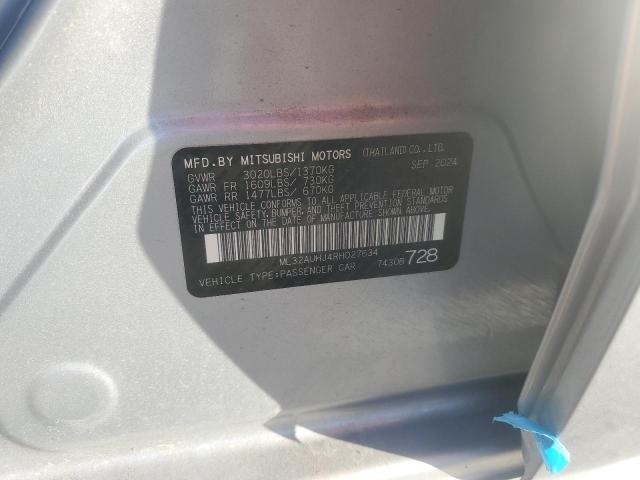 MFD.BY MITSUBISHI MOTORS (THAILAND)CO.,LTD.
GVWR 3020LBS/1370KG SEP 2024
GAWR FR 1609LBS/ 730KG
GAWR RR 1477LBS/ 670KG
THIS VEHICLE CONFORMS TO ALL APPLICABLE FEDERAL MOTOR
VEHICLE SAFETY,BUMPER,AND THEFT PREVENTION STANDARDS
IN EFFECT ON THE DATE OF MANUFACTURE SHOWN ABOVE.
ML32AUHJ4RH027634
VEHICLE TYPE:PASSENGER CAR 7430B 728